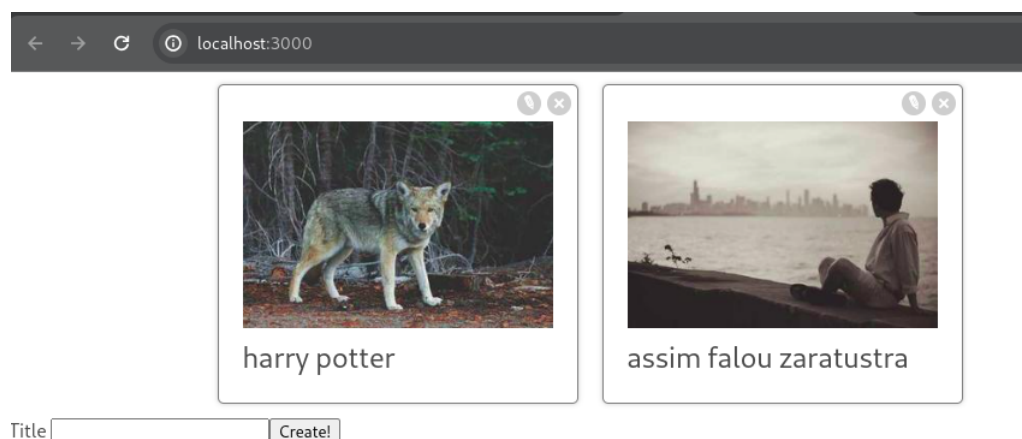 localhost:3000
harry potter
assim falou zaratustra
Title
Create!